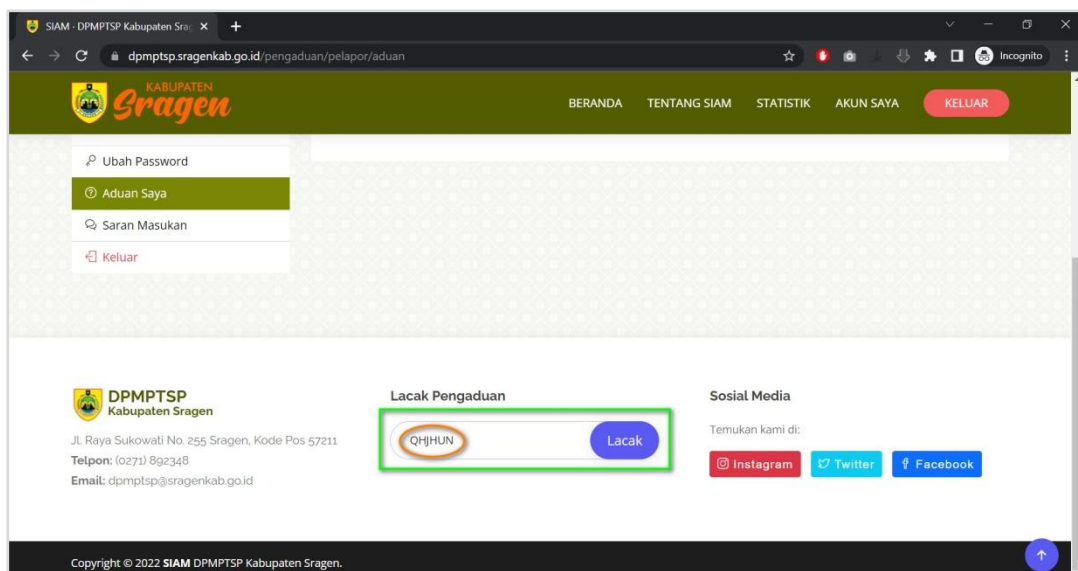 SIAM - DPMPTSP Kabupaten Sra
dpmptsp.sragenkab.go.id/pengaduan/pelapor/aduan
Incognito
KABUPATEN
Sragen
BERANDA TENTANG SIAM STATISTIK AKUN SAYA KELUAR
Ubah Password
Aduan Saya
Saran Masukan
Keluar
DPMPTSP
Kabupaten Sragen
Jl. Raya Sukowati No. 255 Sragen, Kode Pos 57211
Telpon: (0271) 892348
Email: dpmptsp@sragenkab.go.id
Lacak Pengaduan
QHJHUN Lacak
Sosial Media
Temukan kami di:
Instagram Twitter Facebook
Copyright © 2022 SIAM DPMPTSP Kabupaten Sragen.